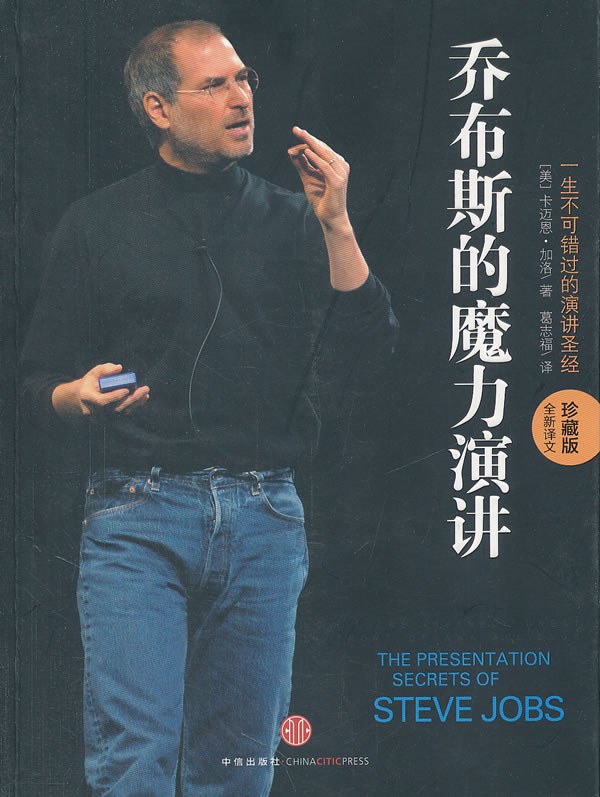 乔布斯的魔力演讲
一生不可错过的演讲圣经
[美]卡迈恩·加洛/著 葛志福/译
珍藏版
全新译文
THE PRESENTATION
SECRETS OF
STEVE JOBS
中信出版社·CHINACITICPRESS